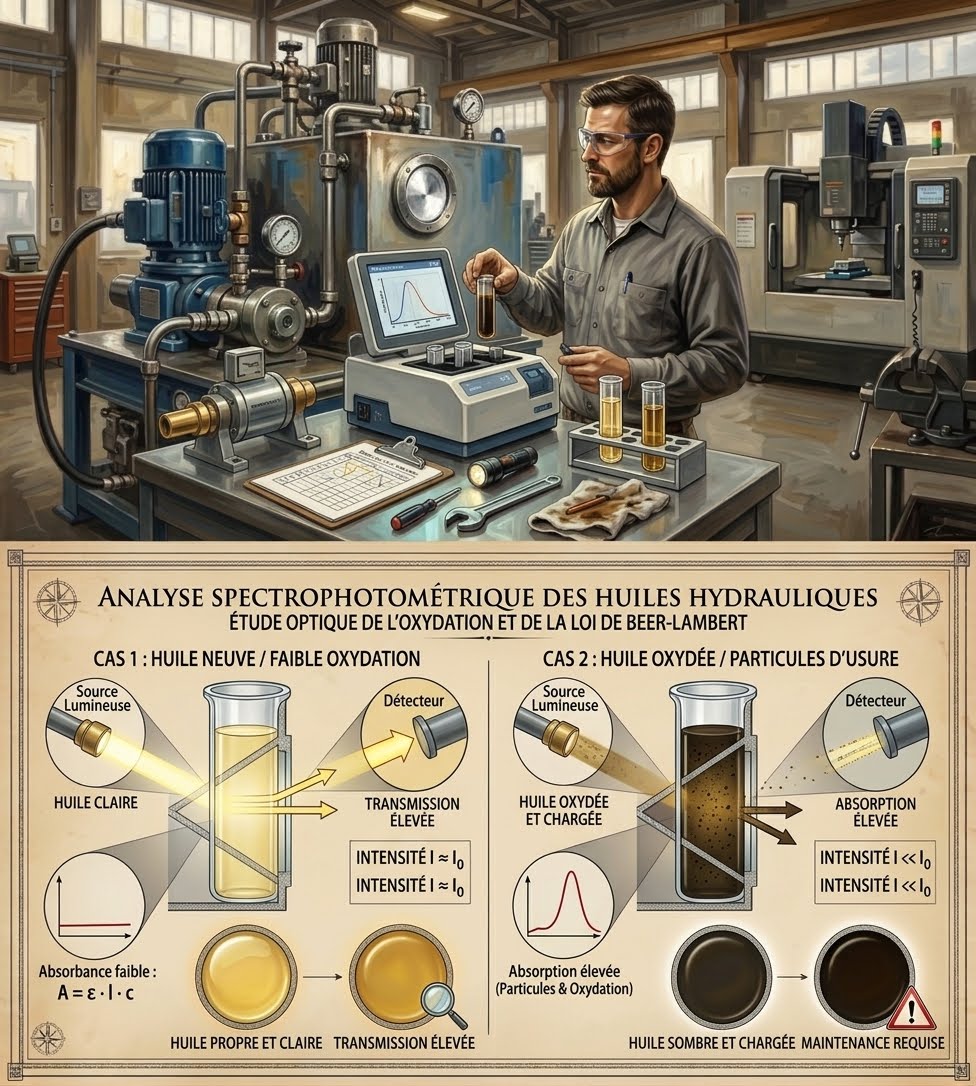 ANALYSE SPECTROPHOTOMÉTRIQUE DES HUILES HYDRAULIQUES
ÉTUDE OPTIQUE DE L'OXYDATION ET DE LA LOI DE BEER-LAMBERT
CAS 1 : HUILE NEUVE / FAIBLE OXYDATION
Source
Lumineuse
Détecteur
HUILE CLAIRE
TRANSMISSION
ÉLEVÉE
INTENSITÉ I ≈ I₀
INTENSITÉ I ≈ I₀
Absorbance faible :
A = ε · l · c
HUILE PROPRE ET CLAIRE
TRANSMISSION ÉLEVÉE
CAS 2 : HUILE OXYDÉE / PARTICULES D'USURE
Source
Lumineuse
Détecteur
HUILE OXYDÉE
ET CHARGÉE
ABSORPTION
ÉLEVÉE
INTENSITÉ I << I₀
INTENSITÉ I << I₀
Absorption élevée
(Particules & Oxydation)
HUILE SOMBRE ET CHARGÉE
MAINTENANCE REQUISE